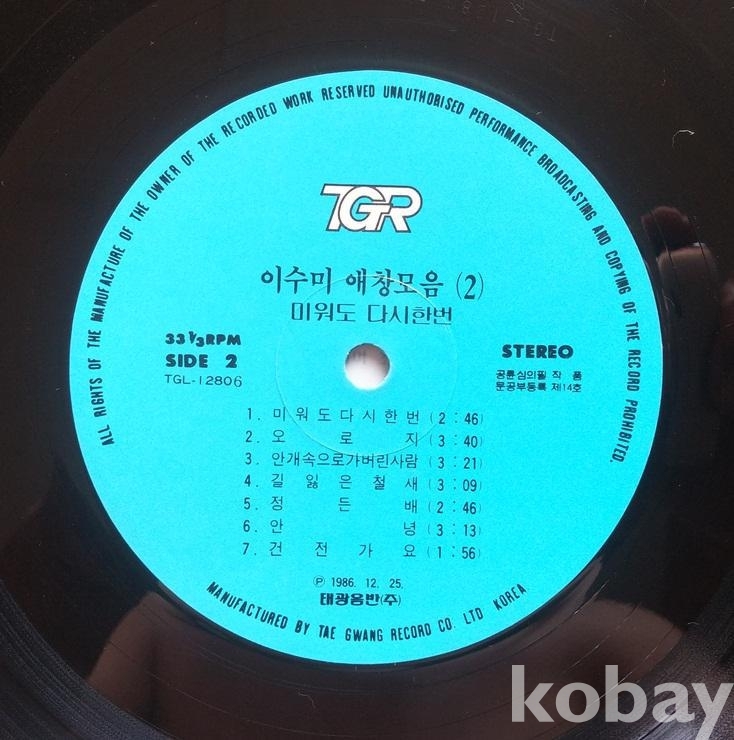 ALL RIGHTS OF THE MANUFACTURE OF THE OWNER OF THE RECORDED WORK RESERVED UNAUTHORISED PERFORMANCE BROADCASTING AND COPYING OF THE RECORD PROHIBITED.
TGR
이수미 애창모음 (2)
미워도 다시한번
33 1/3 RPM
SIDE 2
TGL-12806
STEREO
공륜심의필 작 품
문공부등록 제14호
1. 미워도다시한번 (2:46)
2. 오 로 지 (3:40)
3. 안개속으로가버린사람 (3:21)
4. 길 잃 은 철 새 (3:09)
5. 정 든 배 (2:46)
6. 안 녕 (3:13)
7. 건 전 가 요 (1:56)
℗ 1986. 12. 25.
태광음반(주)
MANUFACTURED BY TAE GWANG RECORD CO. LTD KOREA
kobay